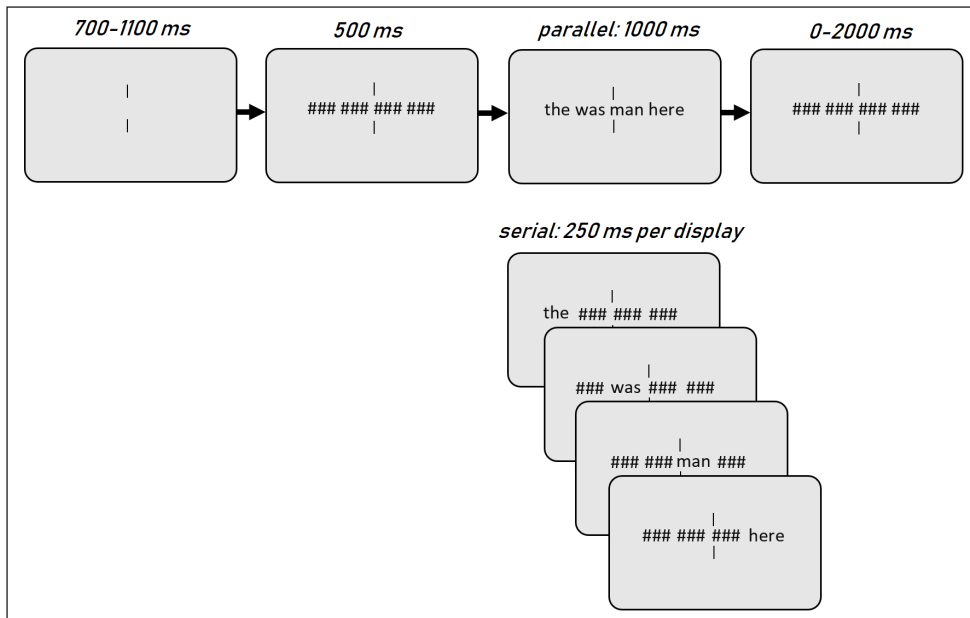 700-1100 ms
500 ms
parallel: 1000 ms
0-2000 ms
|
|
|
### ### ### ###
|
|
the was man here
|
|
### ### ### ###
|
serial: 250 ms per display
|
the ### ### ###
|
### was ### ###
|
### ### man ###
|
### ### ### here
|